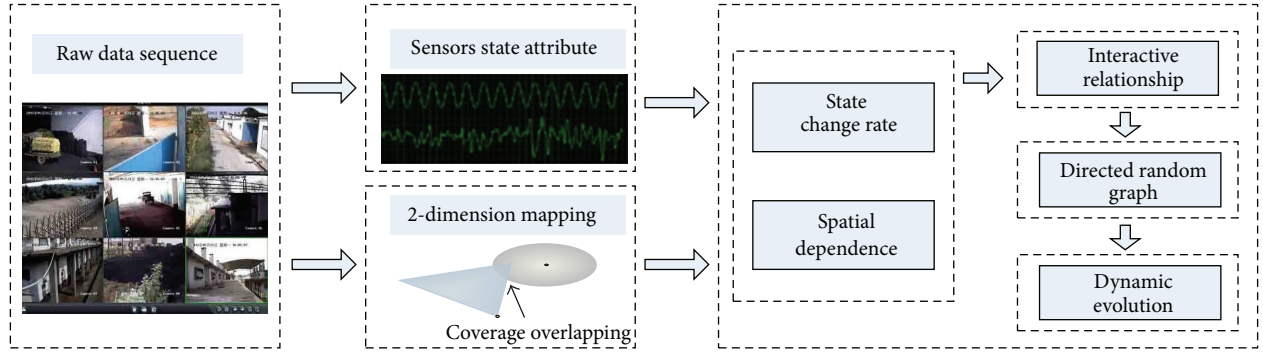 Raw data sequence
Sensors state attribute
2-dimension mapping
Coverage overlapping
State
change rate
Spatial
dependence
Interactive
relationship
Directed random
graph
Dynamic
evolution